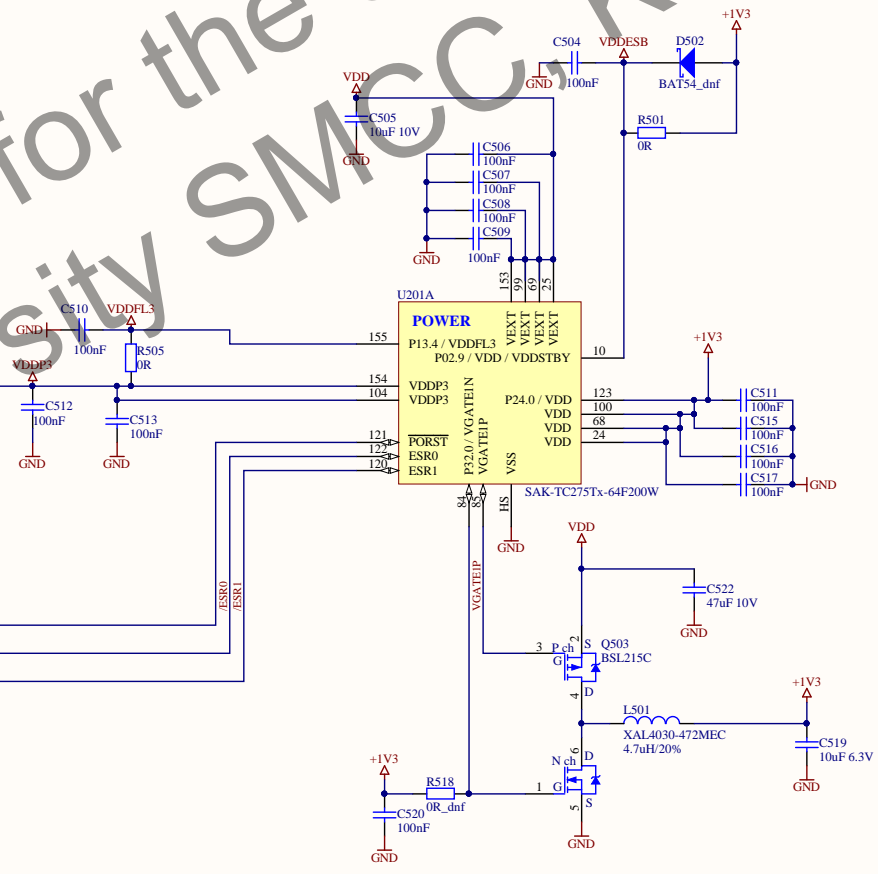 for the
sity SMCC,
+1V3
C504
VDDESB
D502
GND
100nF
BAT54_dnf
VDD
C505
10uF 10V
GND
R501
0R
C506
100nF
C507
100nF
C508
100nF
C509
100nF
GND
153
99
69
25
U201A
POWER
VEXT
VEXT
VEXT
VEXT
C510
VDDFL3
GND
100nF
R505
0R
155
P13.4 / VDDFL3
P02.9 / VDD / VDDSTBY
10
+1V3
VDDP3
154
VDDP3
104
VDDP3
C512
100nF
GND
C513
100nF
GND
P24.0 / VDD
123
VDD
100
VDD
68
VDD
24
C511
100nF
C515
100nF
C516
100nF
C517
100nF
GND
121
PORST
122
ESR0
120
ESR1
P32.0 / VGATE1N
VGATE1P
VSS
84
85
HS
SAK-TC275Tx-64F200W
GND
/ESR0
/ESR1
VGATE1P
VDD
C522
47uF 10V
GND
3
P ch
G
2
S
Q503
BSL215C
4
D
L501
XAL4030-472MEC
4.7uH/20%
+1V3
C519
10uF 6.3V
GND
6
D
N ch
1
G
5
S
GND
+1V3
R518
0R_dnf
C520
100nF
GND